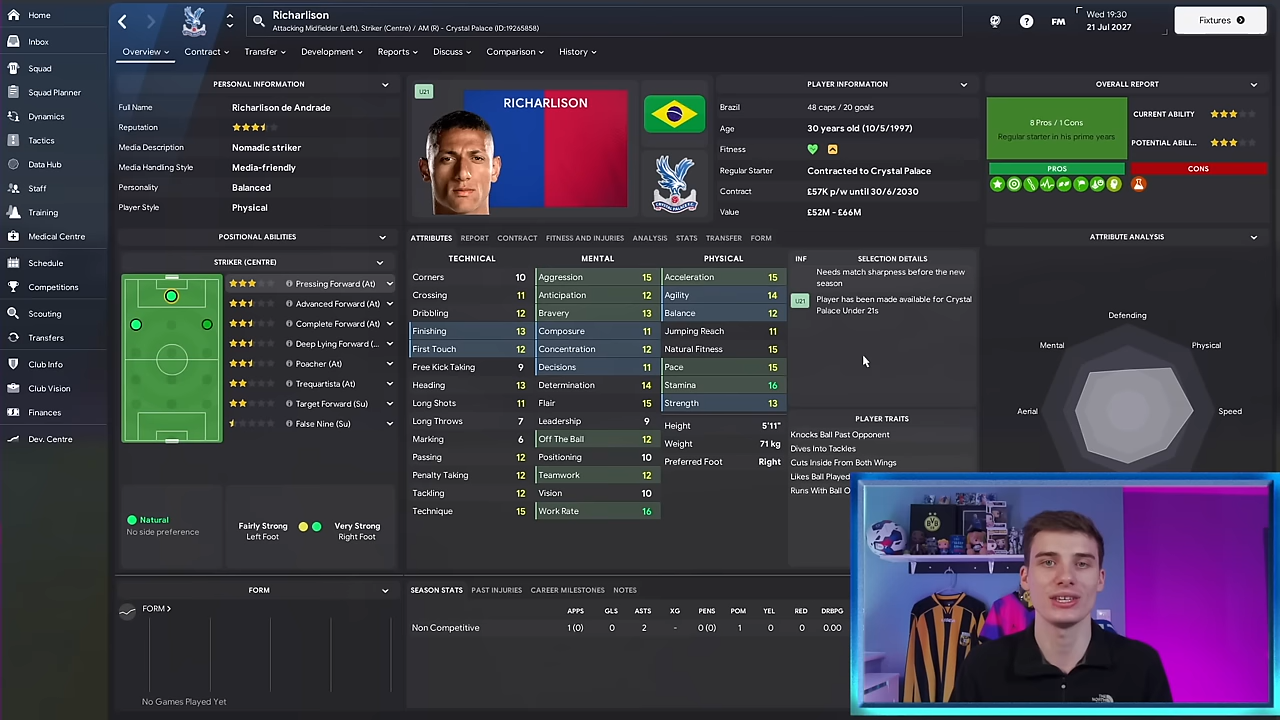 Home
Inbox
Squad
Squad Planner
Dynamics
Tactics
Data Hub
Staff
Training
Medical Centre
Schedule
Competitions
Scouting
Transfers
Club Info
Club Vision
Finances
Dev. Centre
Richarlison
Attacking Midfielder (Left), Striker (Centre) / AM (R) - Crystal Palace (ID:19265858)
FM
Wed 19:30
21 Jul 2027
Fixtures
Overview
Contract
Transfer
Development
Reports
Discuss
Comparison
History
PERSONAL INFORMATION
Full Name Richarlison de Andrade
Reputation
Media Description Nomadic striker
Media Handling Style Media-friendly
Personality Balanced
Player Style Physical
U21
RICHARLISON
PLAYER INFORMATION
Brazil 48 caps / 20 goals
Age 30 years old (10/5/1997)
Fitness
Regular Starter Contracted to Crystal Palace
Contract £57K p/w until 30/6/2030
Value £52M - £66M
OVERALL REPORT
8 Pros / 1 Cons
Regular starter in his prime years
CURRENT ABILITY
POTENTIAL ABILI...
PROS CONS
POSITIONAL ABILITIES
STRIKER (CENTRE)
Pressing Forward (At)
Advanced Forward (At)
Complete Forward (At)
Deep Lying Forward (...
Poacher (At)
Trequartista (At)
Target Forward (Su)
False Nine (Su)
Natural
No side preference
Fairly Strong
Left Foot
Very Strong
Right Foot
ATTRIBUTES REPORT CONTRACT FITNESS AND INJURIES ANALYSIS STATS TRANSFER FORM
TECHNICAL
Corners 10
Crossing 11
Dribbling 12
Finishing 13
First Touch 12
Free Kick Taking 9
Heading 13
Long Shots 11
Long Throws 7
Marking 6
Passing 12
Penalty Taking 12
Tackling 12
Technique 15
MENTAL
Aggression 15
Anticipation 12
Bravery 13
Composure 11
Concentration 12
Decisions 11
Determination 14
Flair 15
Leadership 9
Off The Ball 12
Positioning 10
Teamwork 12
Vision 10
Work Rate 16
PHYSICAL
Acceleration 15
Agility 14
Balance 12
Jumping Reach 11
Natural Fitness 15
Pace 15
Stamina 16
Strength 13
Height 5'11"
Weight 71 kg
Preferred Foot Right
INF SELECTION DETAILS
Needs match sharpness before the new
season
U21
Player has been made available for Crystal
Palace Under 21s
PLAYER TRAITS
Knocks Ball Past Opponent
Dives Into Tackles
Cuts Inside From Both Wings
Likes Ball Played
Runs With Ball O
ATTRIBUTE ANALYSIS
Defending
Mental
Physical
Aerial
Speed
FORM
FORM
No Games Played Yet
SEASON STATS PAST INJURIES CAREER MILESTONES NOTES
APPS GLS ASTS XG PENS POM YEL RED DRBPG
Non Competitive 1 (0) 0 2 - 0 (0) 1 0 0 0.00